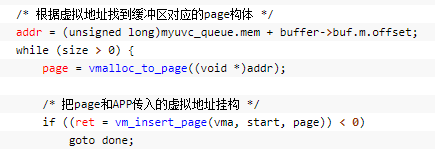 /* 根据虚拟地址找到缓冲区对应的page构体 */
addr = (unsigned long)myuvc_queue.mem + buffer->buf.m.offset;
while (size > 0) {
page = vmalloc_to_page((void *)addr);
/* 把page和APP传入的虚拟地址挂构 */
if ((ret = vm_insert_page(vma, start, page)) < 0)
goto done;